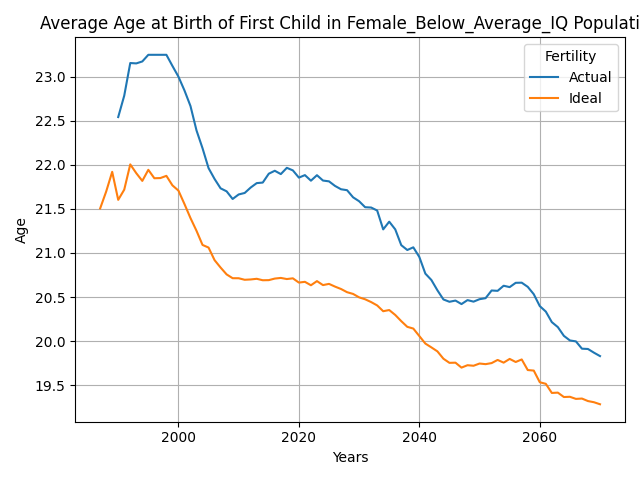 Average Age at Birth of First Child in Female_Below_Average_IQ Populati
Fertility
Actual
Ideal
23.0
22.5
22.0
21.5
21.0
20.5
20.0
19.5
Age
2000
2020
2040
2060
Years